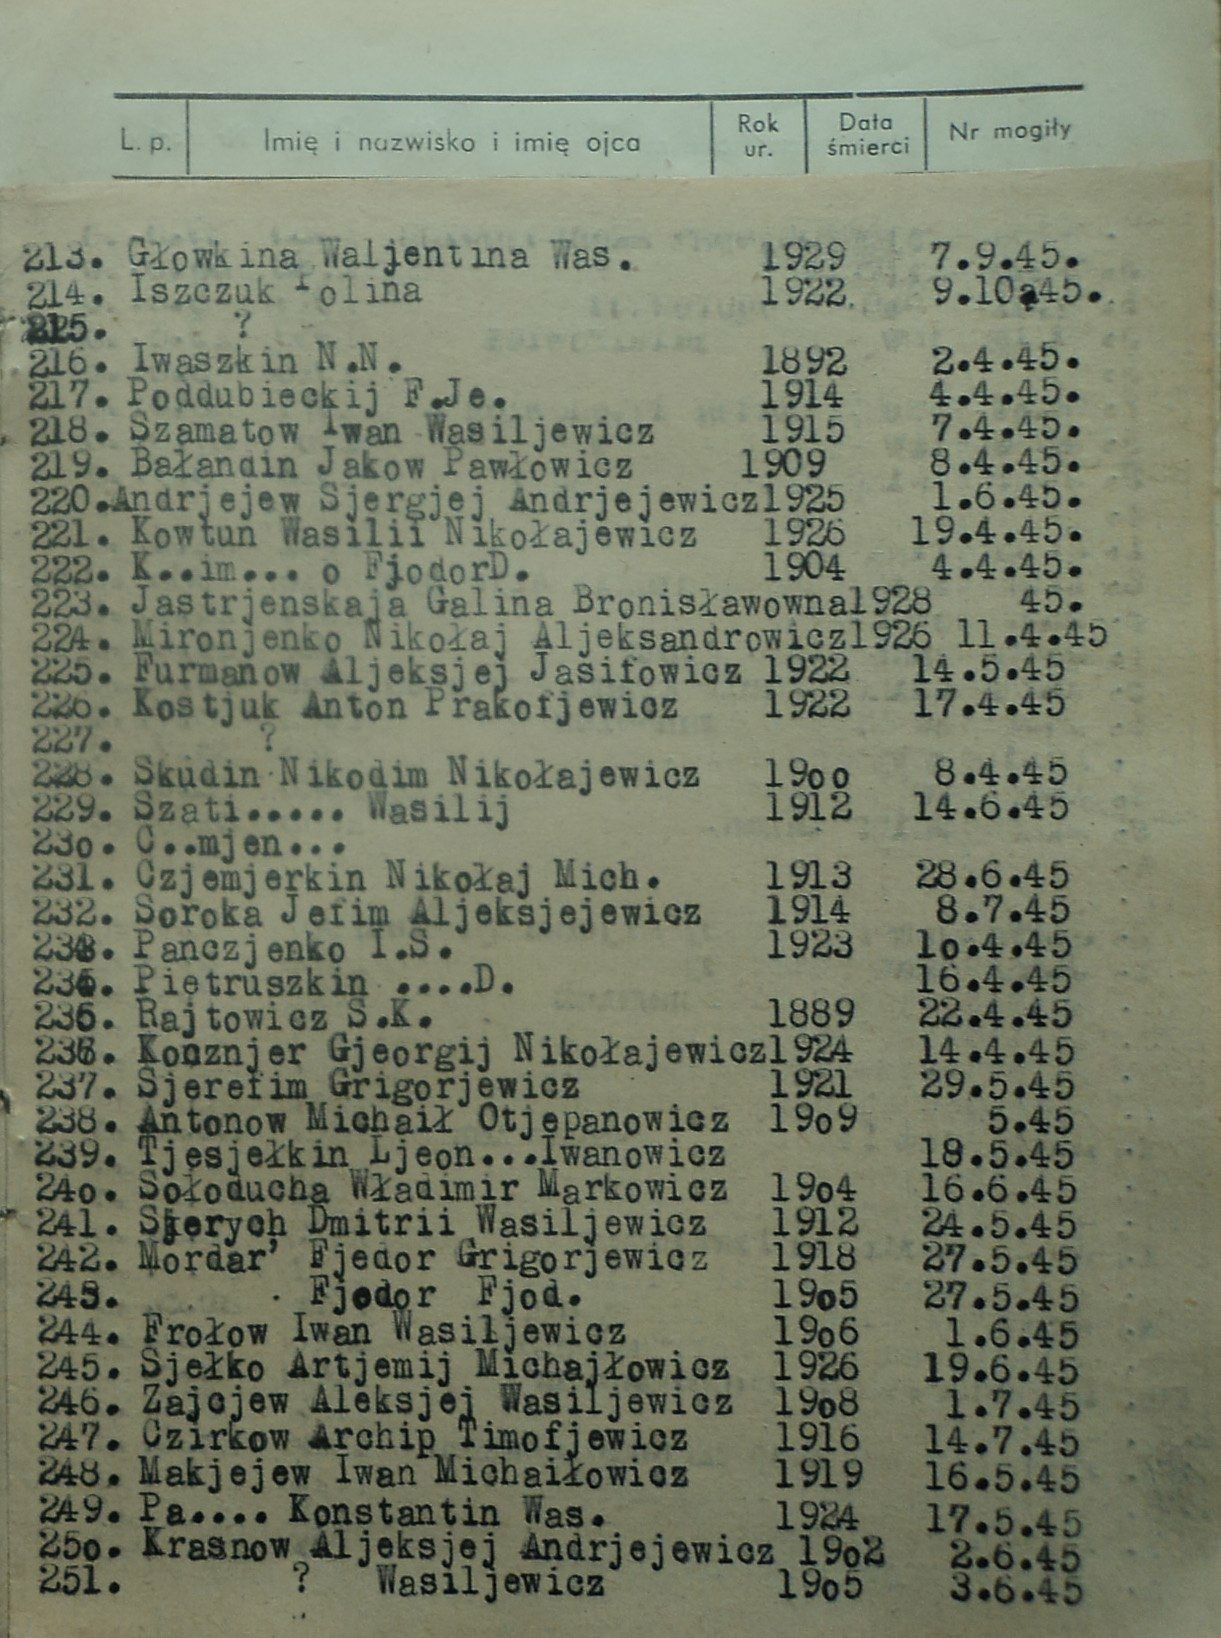 L. p. Imię i nazwisko i imię ojca Rok ur. Data śmierci Nr mogiły
213. Głowkina Waljentina Was. 1929 7.9.45.
214. Iszczuk Polina 1922 9.10.45.
215. ?
216. Iwaszkin N.N. 1892 2.4.45.
217. Poddubieckij F.Je. 1914 4.4.45.
218. Szamatow Iwan Wasiljewicz 1915 7.4.45.
219. Bałandin Jakow Pawłowicz 1909 8.4.45.
220. Andrjejew Sjergjej Andrjejewicz 1925 1.6.45.
221. Kowtun Wasilii Nikołajewicz 1926 19.4.45.
222. K..im... o FjodorD. 1904 4.4.45.
223. Jastrjenskaja Galina Bronisławowna 1928 45.
224. Mironjenko Nikołaj Aljeksandrowicz 1926 11.4.45
225. Furmanow Aljeksjej Jasifowicz 1922 14.5.45
226. Kostjuk Anton Prakofjewicz 1922 17.4.45
227. ?
228. Skudin Nikodim Nikołajewicz 19oo 8.4.45
229. Szati..... Wasilij 1912 14.6.45
23o. C..mjen...
231. Czjemjerkin Nikołaj Mich. 1913 28.6.45
232. Soroka Jefim Aljeksjejewicz 1914 8.7.45
233. Panczjenko I.S. 1923 1o.4.45
234. Pietruszkin ....D. 16.4.45
235. Rajtowicz S.K. 1889 22.4.45
236. Kocznjer Gjeorgij Nikołajewicz 1924 14.4.45
237. Sjerefim Grigorjewicz 1921 29.5.45
238. Antonow Michaił Otjepanowicz 19o9 5.45
239. Tjesjełkin Ljeon...Iwanowicz 18.5.45
24o. Sołoducha Władimir Markowicz 19o4 16.6.45
241. Skerych Dmitrii Wasiljewicz 1912 24.5.45
242. Mordar' Fjedor Grigorjewicz 1918 27.5.45
243. Fjedor Fjod. 19o5 27.5.45
244. Frołow Iwan Wasiljewicz 19o6 1.6.45
245. Sjełko Artjemij Michajłowicz 1926 19.6.45
246. Zajcjew Aleksjej Wasiljewicz 19o8 1.7.45
247. Czirkow Archip Timofjewicz 1916 14.7.45
248. Makjejew Iwan Michaiłowicz 1919 16.5.45
249. Pa.... Konstantin Was. 1924 17.5.45
25o. Krasnow Aljeksjej Andrjejewicz 19o2 2.6.45
251. ? Wasiljewicz 19o5 3.6.45